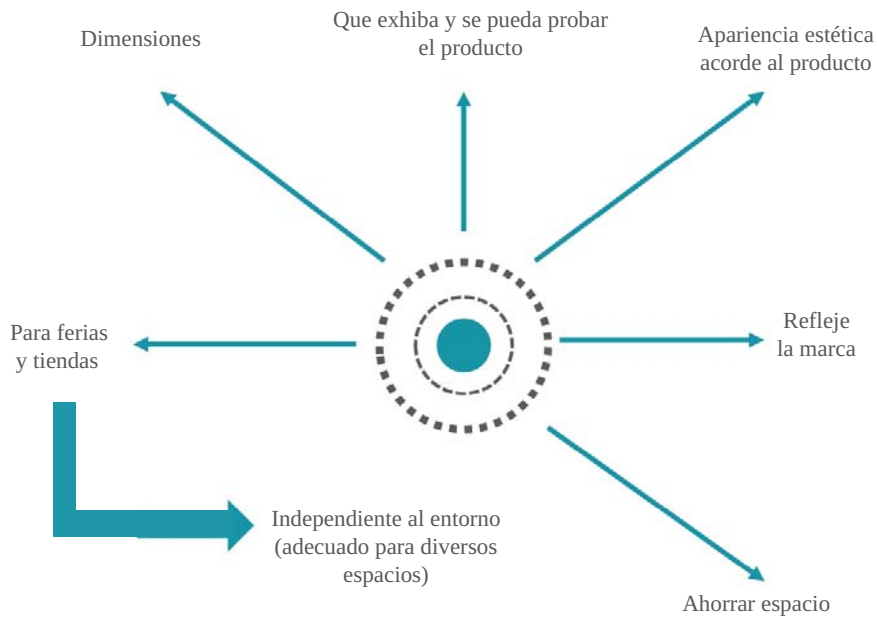 Dimensiones
Que exhiba y se pueda probar
el producto
Apariencia estética
acorde al producto
Para ferias
y tiendas
Refleje
la marca
Independiente al entorno
(adecuado para diversos
espacios)
Ahorrar espacio